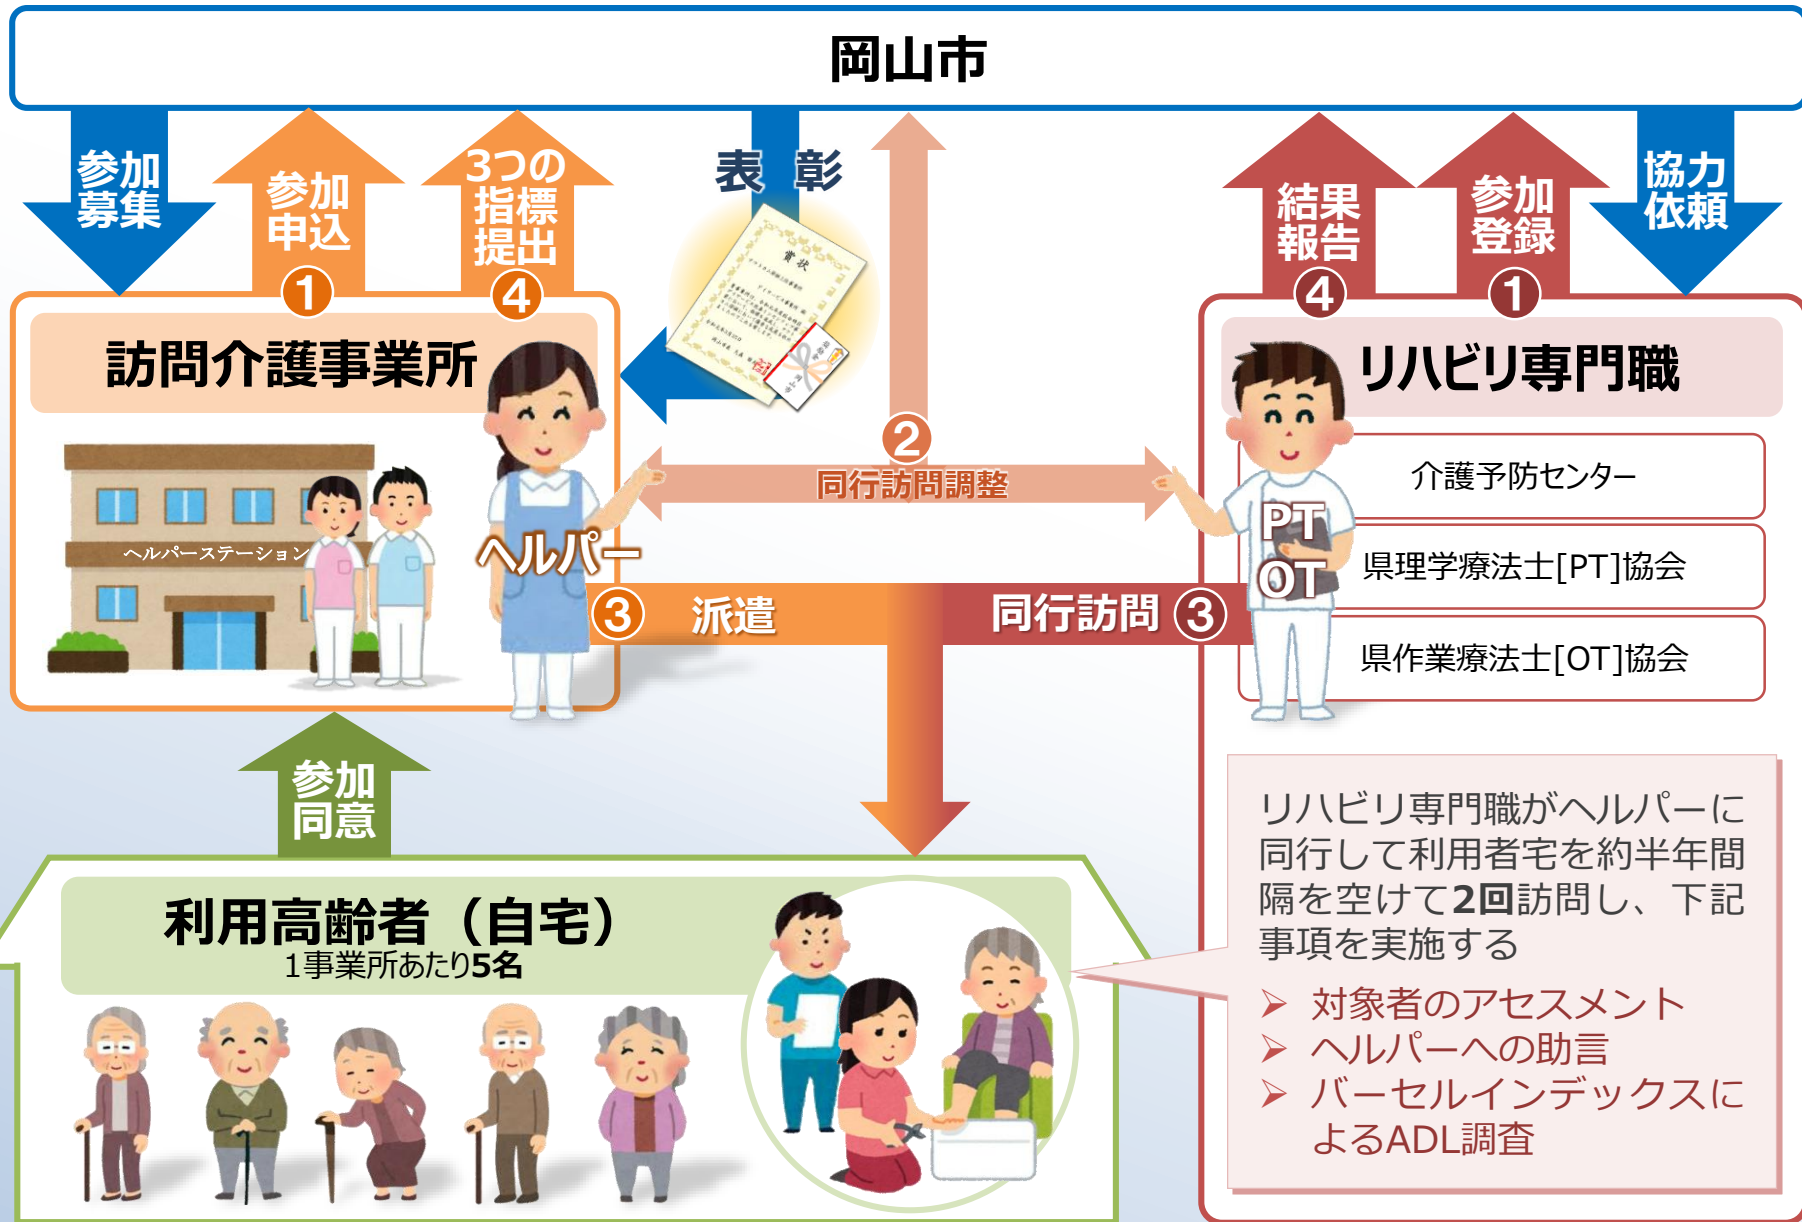 岡山市
参加
募集
参加
申込
①
3つの
指標
提出
④
表 彰
賞 状
結果
報告
④
参加
登録
①
協力
依頼
訪問介護事業所
ヘルパーステーション
ヘルパー
②
同行訪問調整
リハビリ専門職
PT
OT
介護予防センター
県理学療法士[PT]協会
県作業療法士[OT]協会
③ 派遣
同行訪問 ③
参加
同意
利用高齢者（自宅）
1事業所あたり5名
リハビリ専門職がヘルパーに
同行して利用者宅を約半年間
隔を空けて2回訪問し、下記
事項を実施する
➢ 対象者のアセスメント
➢ ヘルパーへの助言
➢ バーセルインデックスに
よるADL調査